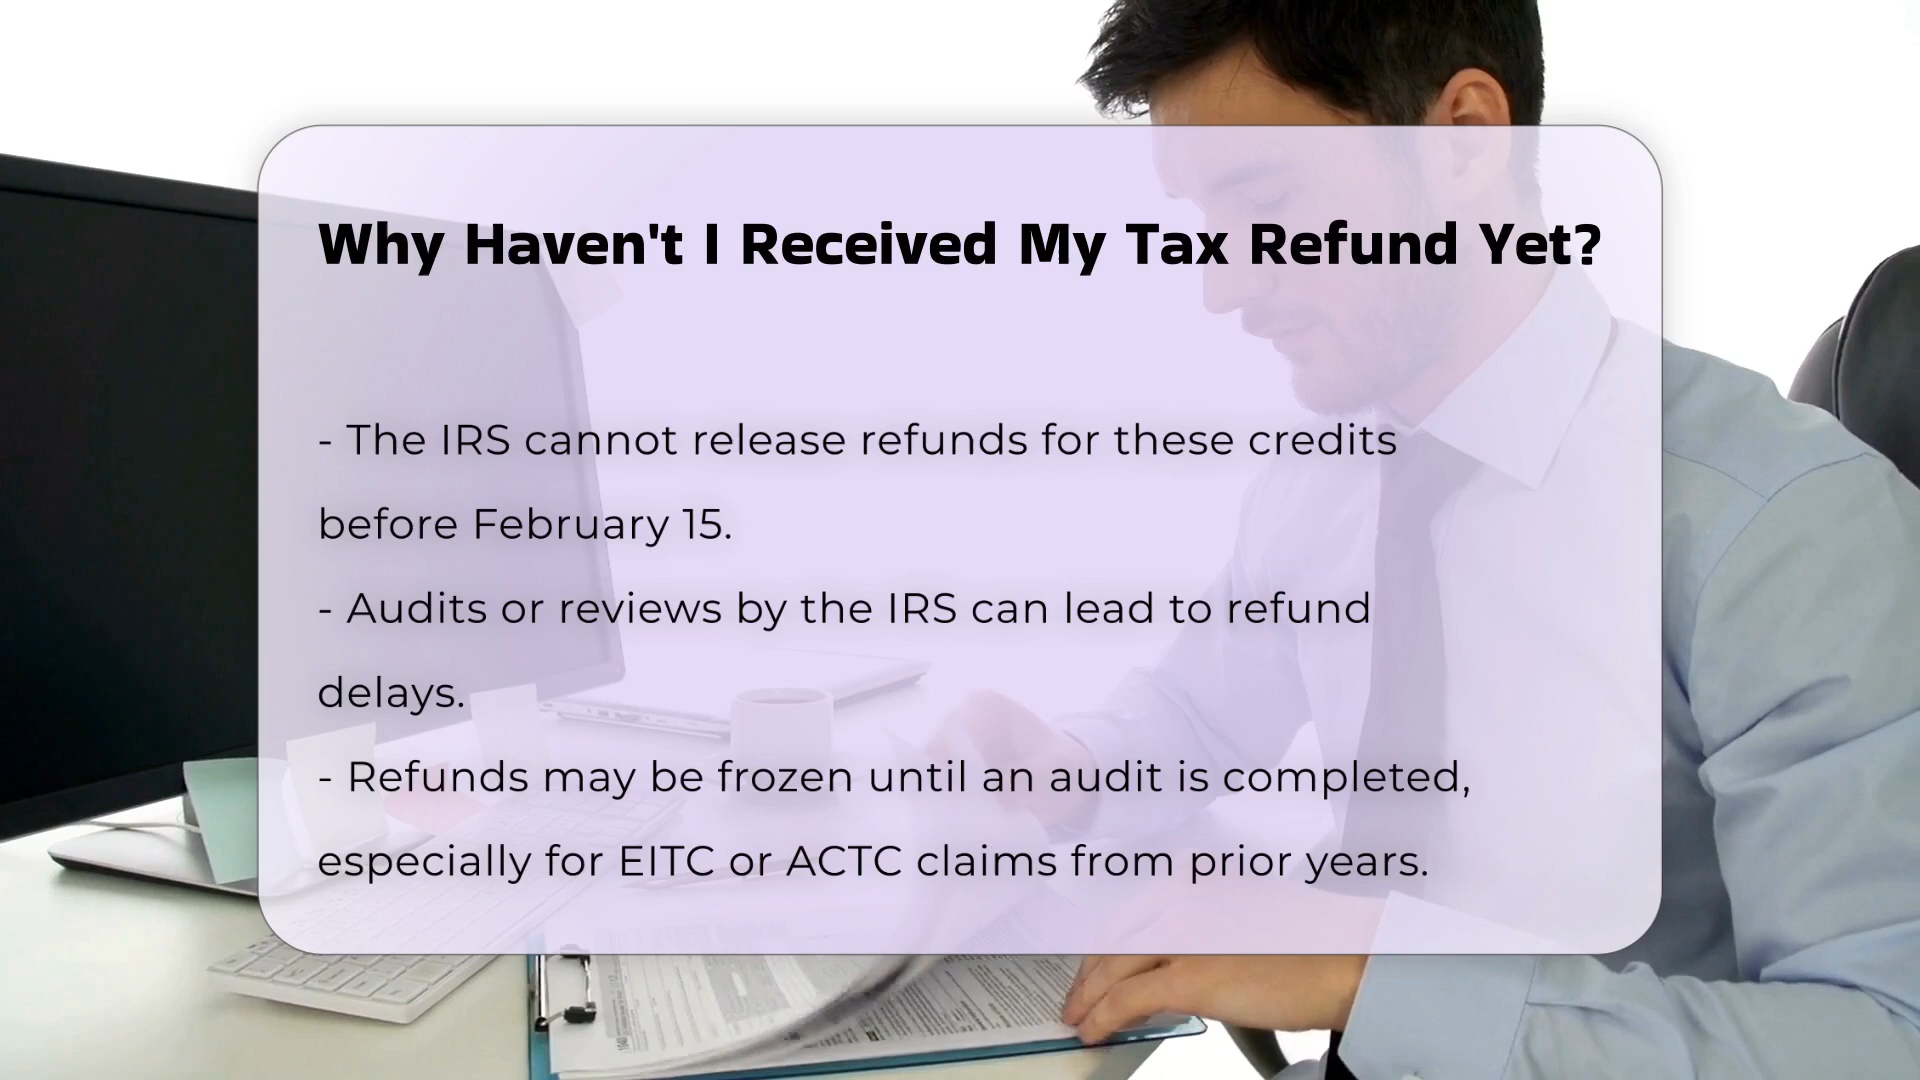 Why Haven't I Received My Tax Refund Yet?
- The IRS cannot release refunds for these credits
before February 15.
- Audits or reviews by the IRS can lead to refund
delays.
- Refunds may be frozen until an audit is completed,
especially for EITC or ACTC claims from prior years.